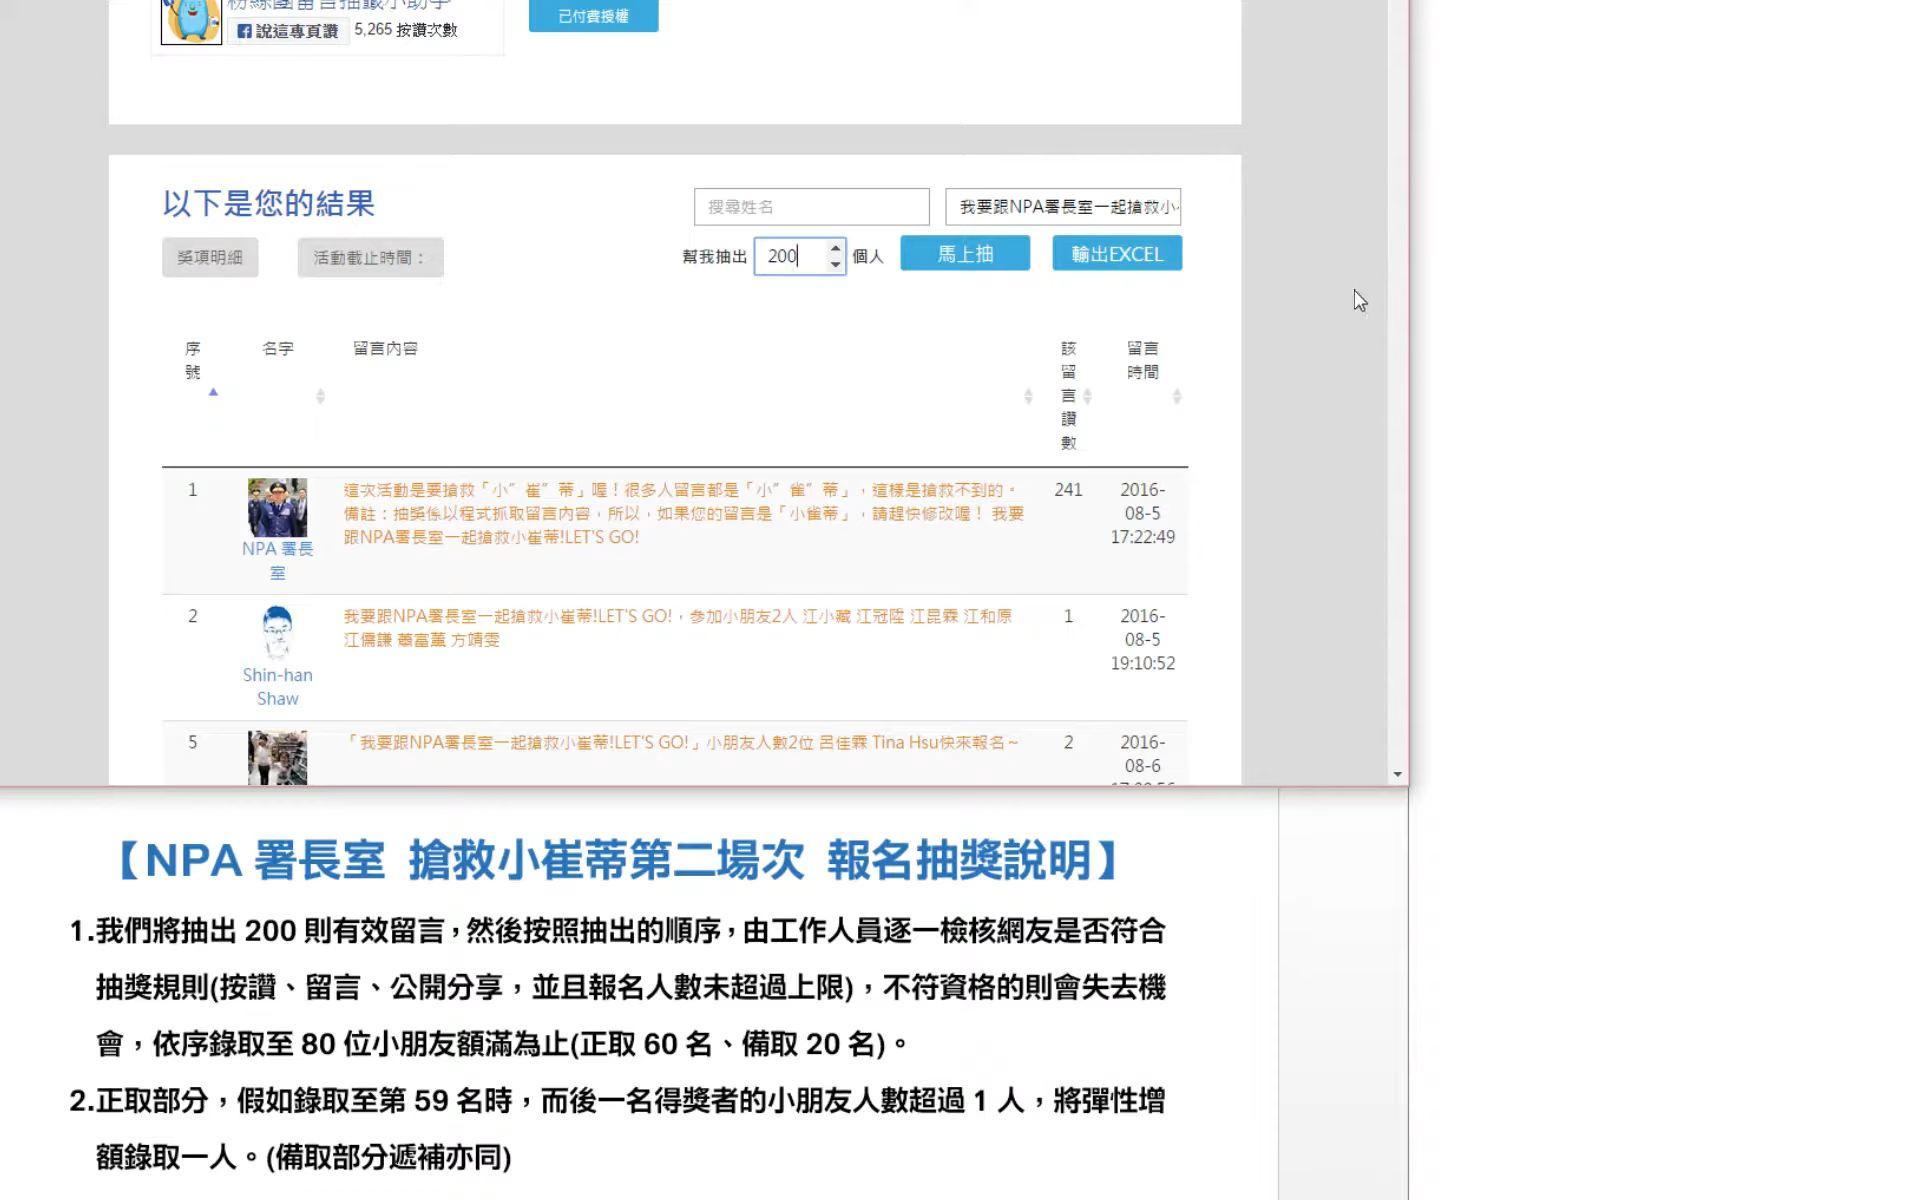 粉絲團留言抽籤小助手
說這專頁讚 5,265 按讚次數
已付費授權
以下是您的結果
搜尋姓名
我要跟NPA署長室一起搶救小
獎項明細
活動截止時間：
幫我抽出 200 個人
馬上抽
輸出EXCEL
序號 名字 留言內容 該留言讚數 留言時間
1 NPA 署長室
這次活動是要搶救「小”崔”蒂」喔！很多人留言都是「小”雀”蒂」，這樣是搶救不到的。
備註：抽獎係以程式抓取留言內容，所以，如果您的留言是「小雀蒂」，請趕快修改喔！ 我要
跟NPA署長室一起搶救小崔蒂!LET'S GO!
241
2016-08-5 17:22:49
2 Shin-han Shaw
我要跟NPA署長室一起搶救小崔蒂!LET'S GO!，參加小朋友2人 江小藏 江冠陞 江昆霖 江和原
江儒謙 蕭富薰 方靖雯
1
2016-08-5 19:10:52
5
「我要跟NPA署長室一起搶救小崔蒂!LET'S GO!」小朋友人數2位 呂佳霖 Tina Hsu快來報名～
2
2016-08-6
【NPA 署長室 搶救小崔蒂第二場次 報名抽獎說明】
1.我們將抽出 200 則有效留言，然後按照抽出的順序，由工作人員逐一檢核網友是否符合
抽獎規則(按讚、留言、公開分享，並且報名人數未超過上限)，不符資格的則會失去機
會，依序錄取至 80 位小朋友額滿為止(正取 60 名、備取 20 名)。
2.正取部分，假如錄取至第 59 名時，而後一名得獎者的小朋友人數超過 1 人，將彈性增
額錄取一人。(備取部分遞補亦同)